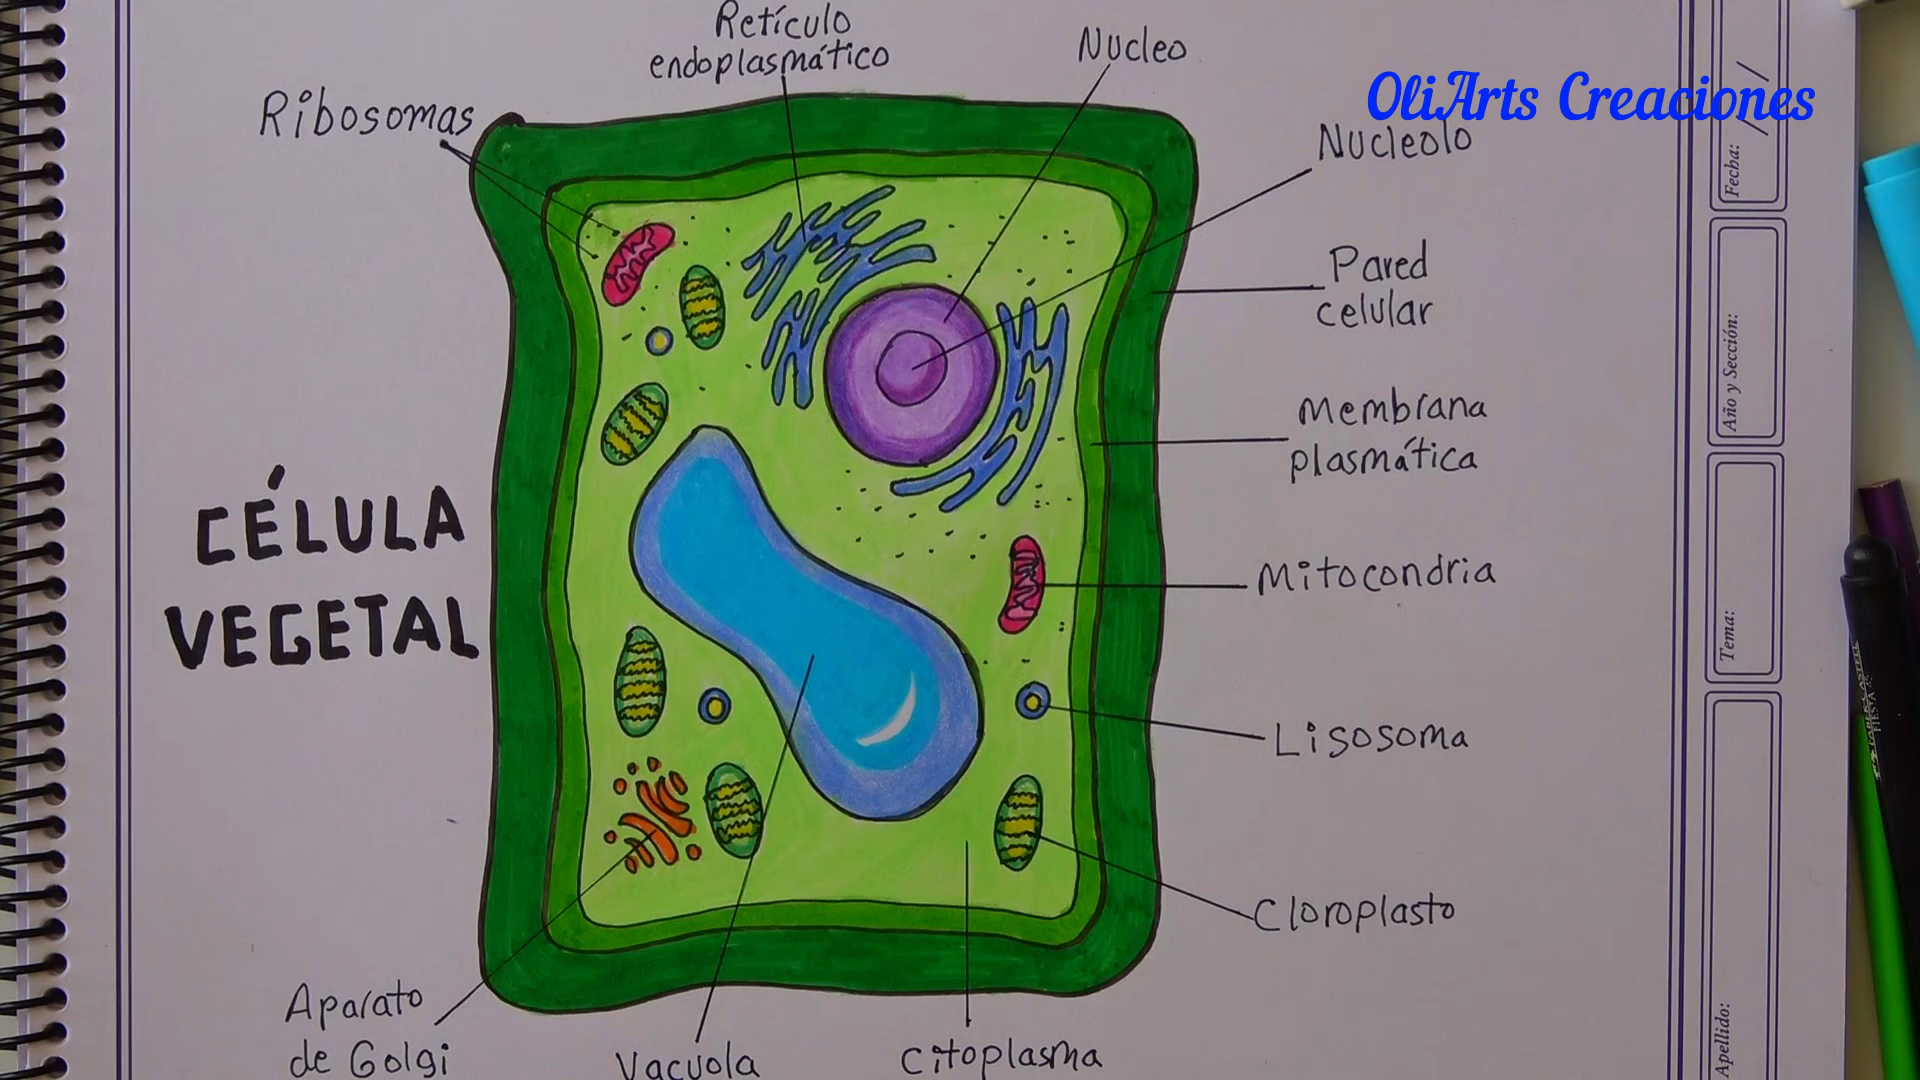 Retículo
endoplasmático
Nucleo
OliArts Creaciones
Ribosomas
Nucleolo
Pared
celular
Membrana
plasmática
CÉLULA
VEGETAL
Mitocondria
Lisosoma
Cloroplasto
Aparato
de Golgi
Vacuola
Citoplasma
Fecha: / /
Año y Sección:
Tema:
Apellido: